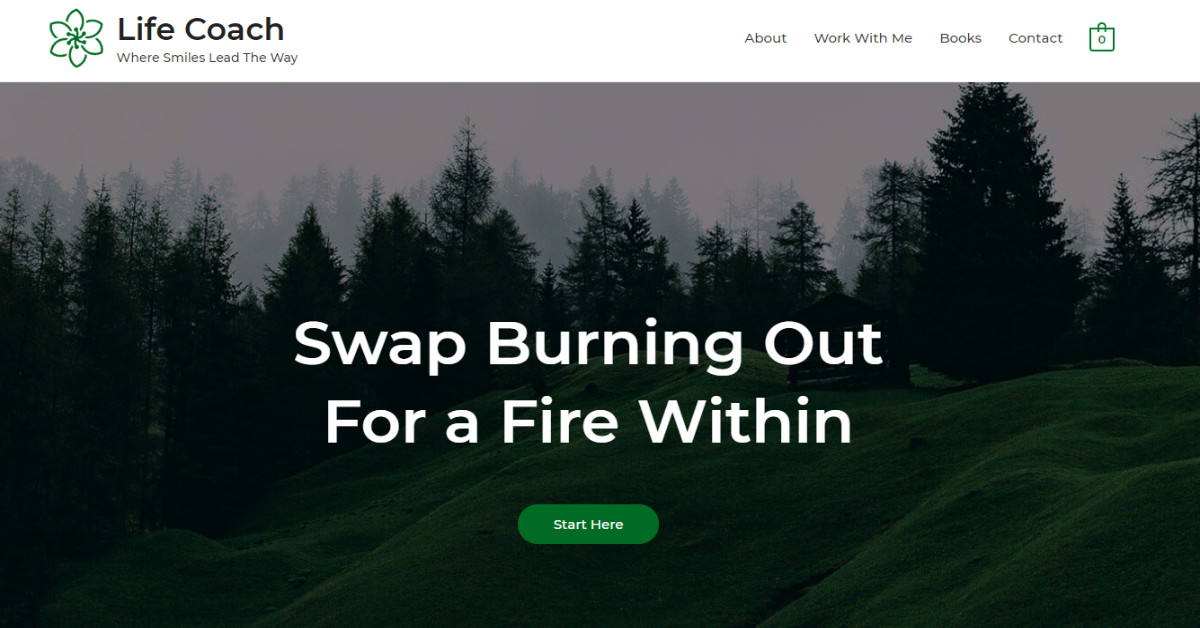 Life Coach
Where Smiles Lead The Way
About Work With Me Books Contact 0
Swap Burning Out
For a Fire Within
Start Here